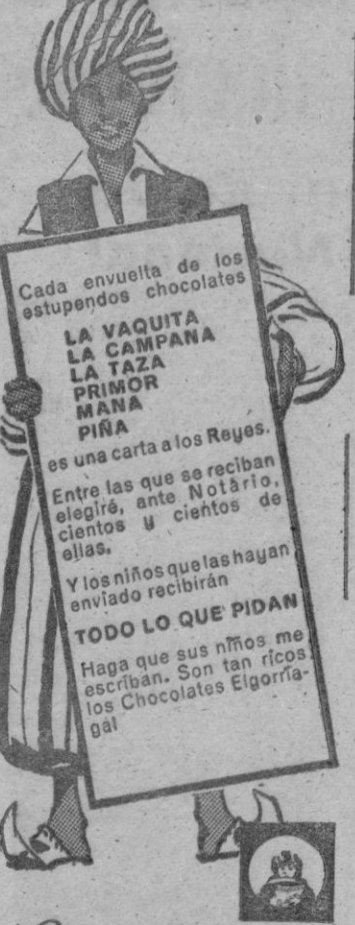 Cada envuelta de los
estupendos chocolates
LA VAQUITA
LA CAMPANA
LA TAZA
PRIMOR
MANA
PIÑA
es una carta a los Reyes.
Entre las que se reciban
elegiré, ante Notario,
cientos y cientos de
ellas.
Y los niños que las hayan
enviado recibirán
TODO LO QUE PIDAN
Haga que sus niños me
escriban. Son tan ricos
los Chocolates Elgorria-
ga!